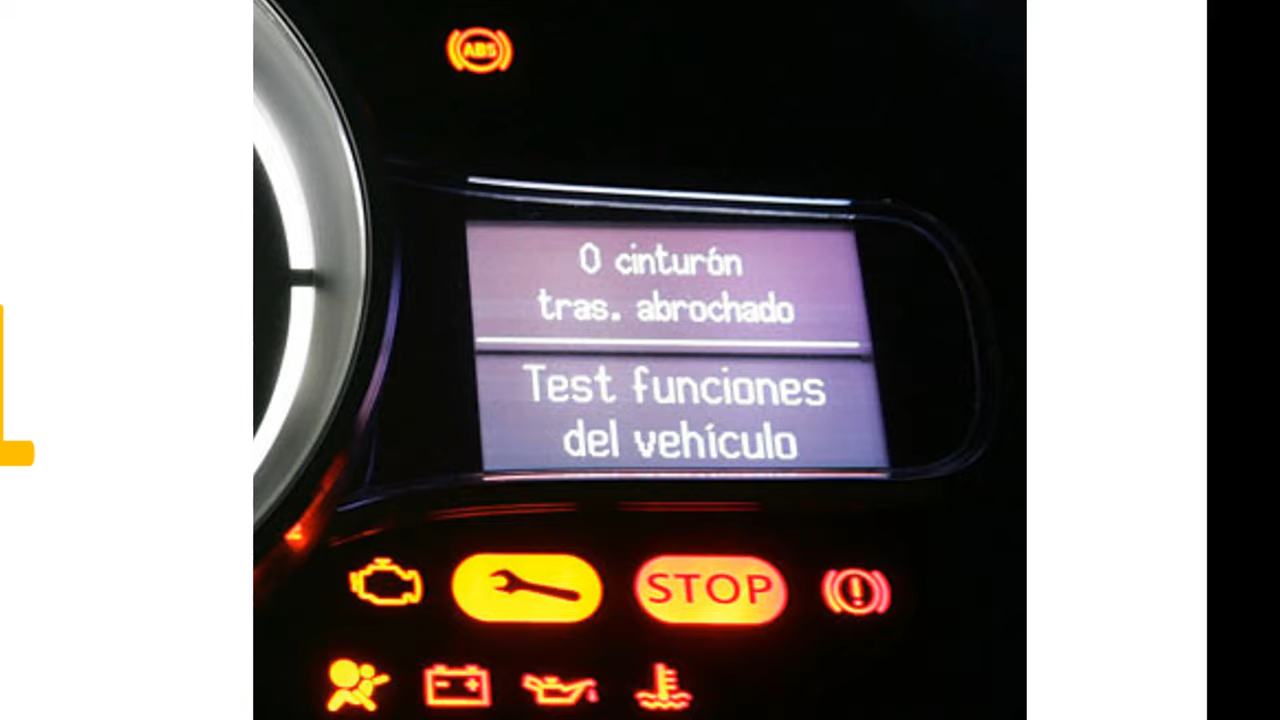 ABS
0 cinturón
tras. abrochado
Test funciones
del vehículo
STOP